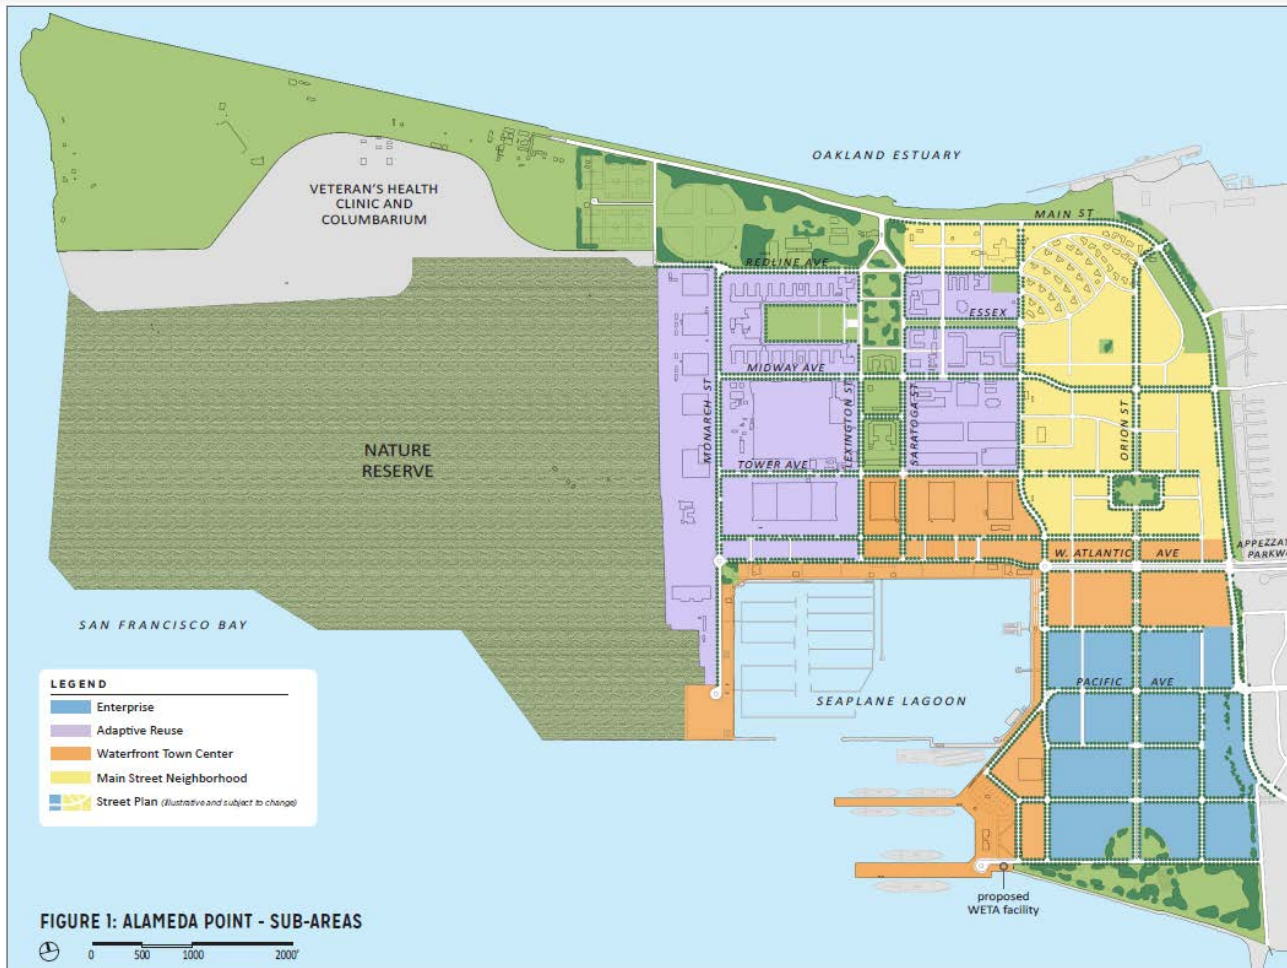 OAKLAND ESTUARY
VETERAN'S HEALTH
CLINIC AND
COLUMBARIUM
MAIN ST
REDLINE AVE
ESSEX
MIDWAY AVE
MONARCH ST
LEXINGTON ST
SARATOGA ST
ORION ST
NATURE
RESERVE
TOWER AVE
W. ATLANTIC AVE
SAN FRANCISCO BAY
PACIFIC AVE
SEAPLANE LAGOON
LEGEND
Enterprise
Adaptive Reuse
Waterfront Town Center
Main Street Neighborhood
Street Plan (illustrative and subject to change)
proposed
WETA facility
FIGURE 1: ALAMEDA POINT - SUB-AREAS
0 500 1000 2000'